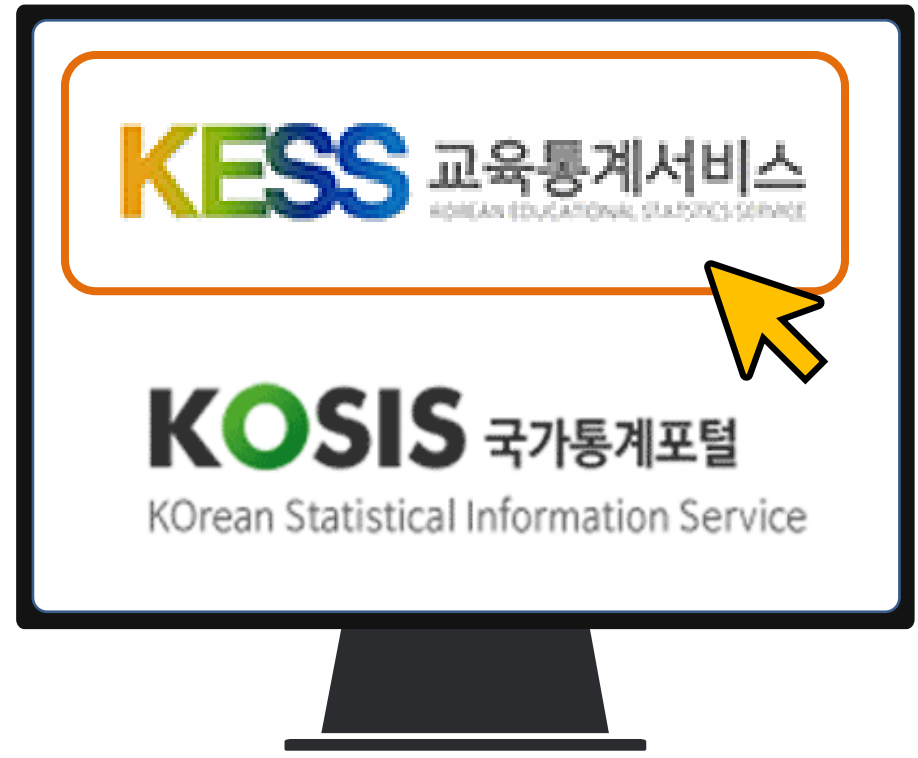 KESS 교육통계서비스
KOREAN EDUCATIONAL STATISTICS SERVICE
KOSIS 국가통계포털
KOrean Statistical Information Service